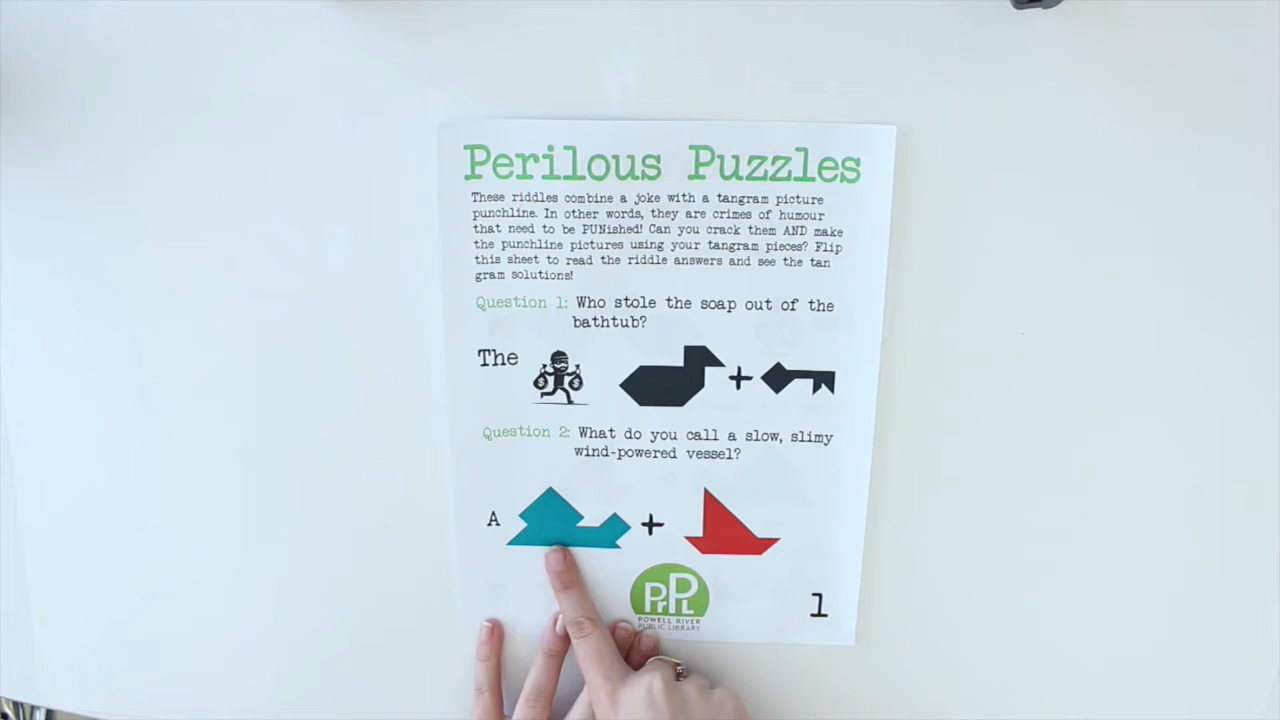 Perilous Puzzles
These riddles combine a joke with a tangram picture
punchline. In other words, they are crimes of humour
that need to be PUNished! Can you crack them AND make
the punchline pictures using your tangram pieces? Flip
this sheet to read the riddle answers and see the tan
gram solutions!
Question 1: Who stole the soap out of the
bathtub?
The $ $ + 
Question 2: What do you call a slow, slimy
wind-powered vessel?
A +
PrPL
POWELL RIVER
PUBLIC LIBRARY
1